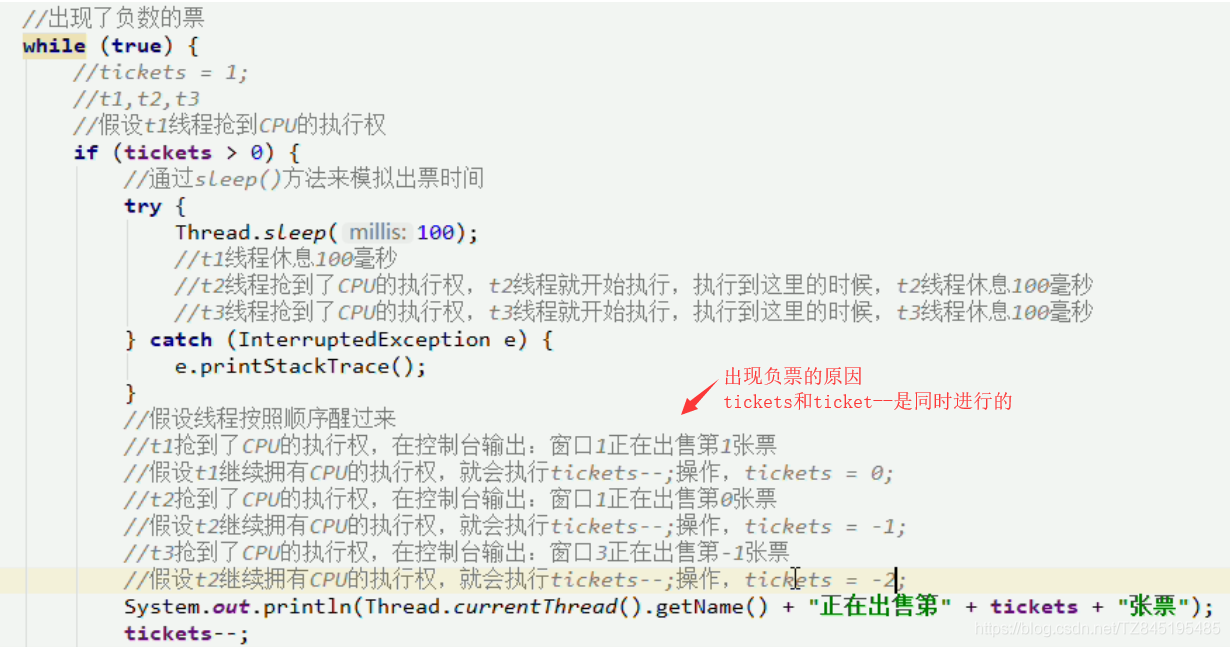 //出现了负数的票
while (true) {
//tickets = 1;
//t1,t2,t3
//假设t1线程抢到CPU的执行权
if (tickets > 0) {
//通过sleep()方法来模拟出票时间
try {
Thread.sleep( millis: 100);
//t1线程休息100毫秒
//t2线程抢到了CPU的执行权，t2线程就开始执行，执行到这里的时候，t2线程休息100毫秒
//t3线程抢到了CPU的执行权，t3线程就开始执行，执行到这里的时候，t3线程休息100毫秒
} catch (InterruptedException e) {
e.printStackTrace();
}
出现负票的原因
tickets和ticket--是同时进行的
//假设线程按照顺序醒过来
//t1抢到了CPU的执行权，在控制台输出：窗口1正在出售第1张票
//假设t1继续拥有CPU的执行权，就会执行tickets--;操作，tickets = 0;
//t2抢到了CPU的执行权，在控制台输出：窗口1正在出售第0张票
//假设t2继续拥有CPU的执行权，就会执行tickets--;操作，tickets = -1;
//t3抢到了CPU的执行权，在控制台输出：窗口3正在出售第-1张票
//假设t2继续拥有CPU的执行权，就会执行tickets--;操作，tickets = -2;
System.out.println(Thread.currentThread().getName() + "正在出售第" + tickets + "张票");
tickets--;
https://blog.csdn.net/TZ845195485